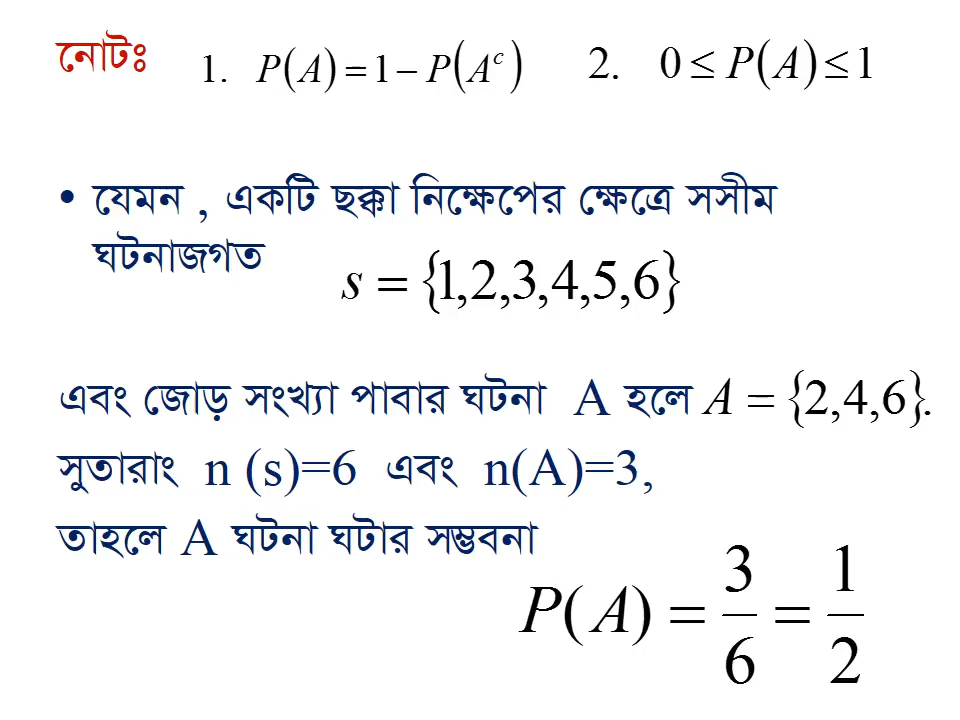 নোটঃ 1. P(A) = 1 − P(Aᶜ) 2. 0 ≤ P(A) ≤ 1
• যেমন , একটি ছক্কা নিক্ষেপের ক্ষেত্রে সসীম
ঘটনাজগত s = {1,2,3,4,5,6}
এবং জোড় সংখ্যা পাবার ঘটনা A হলে A = {2,4,6}.
সুতারাং n (s)=6 এবং n(A)=3,
তাহলে A ঘটনা ঘটার সম্ভবনা
P(A) = 3/6 = 1/2